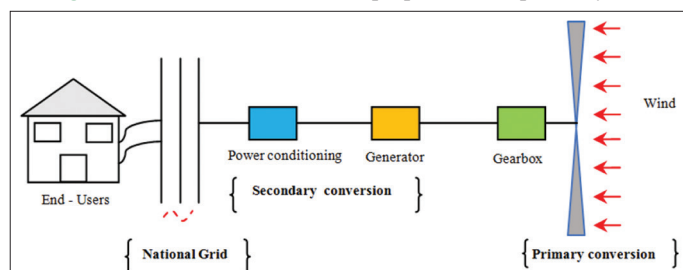 Wind
Power conditioning
Generator
Gearbox
End - Users
{ Secondary conversion }
{ National Grid }
{ Primary conversion }